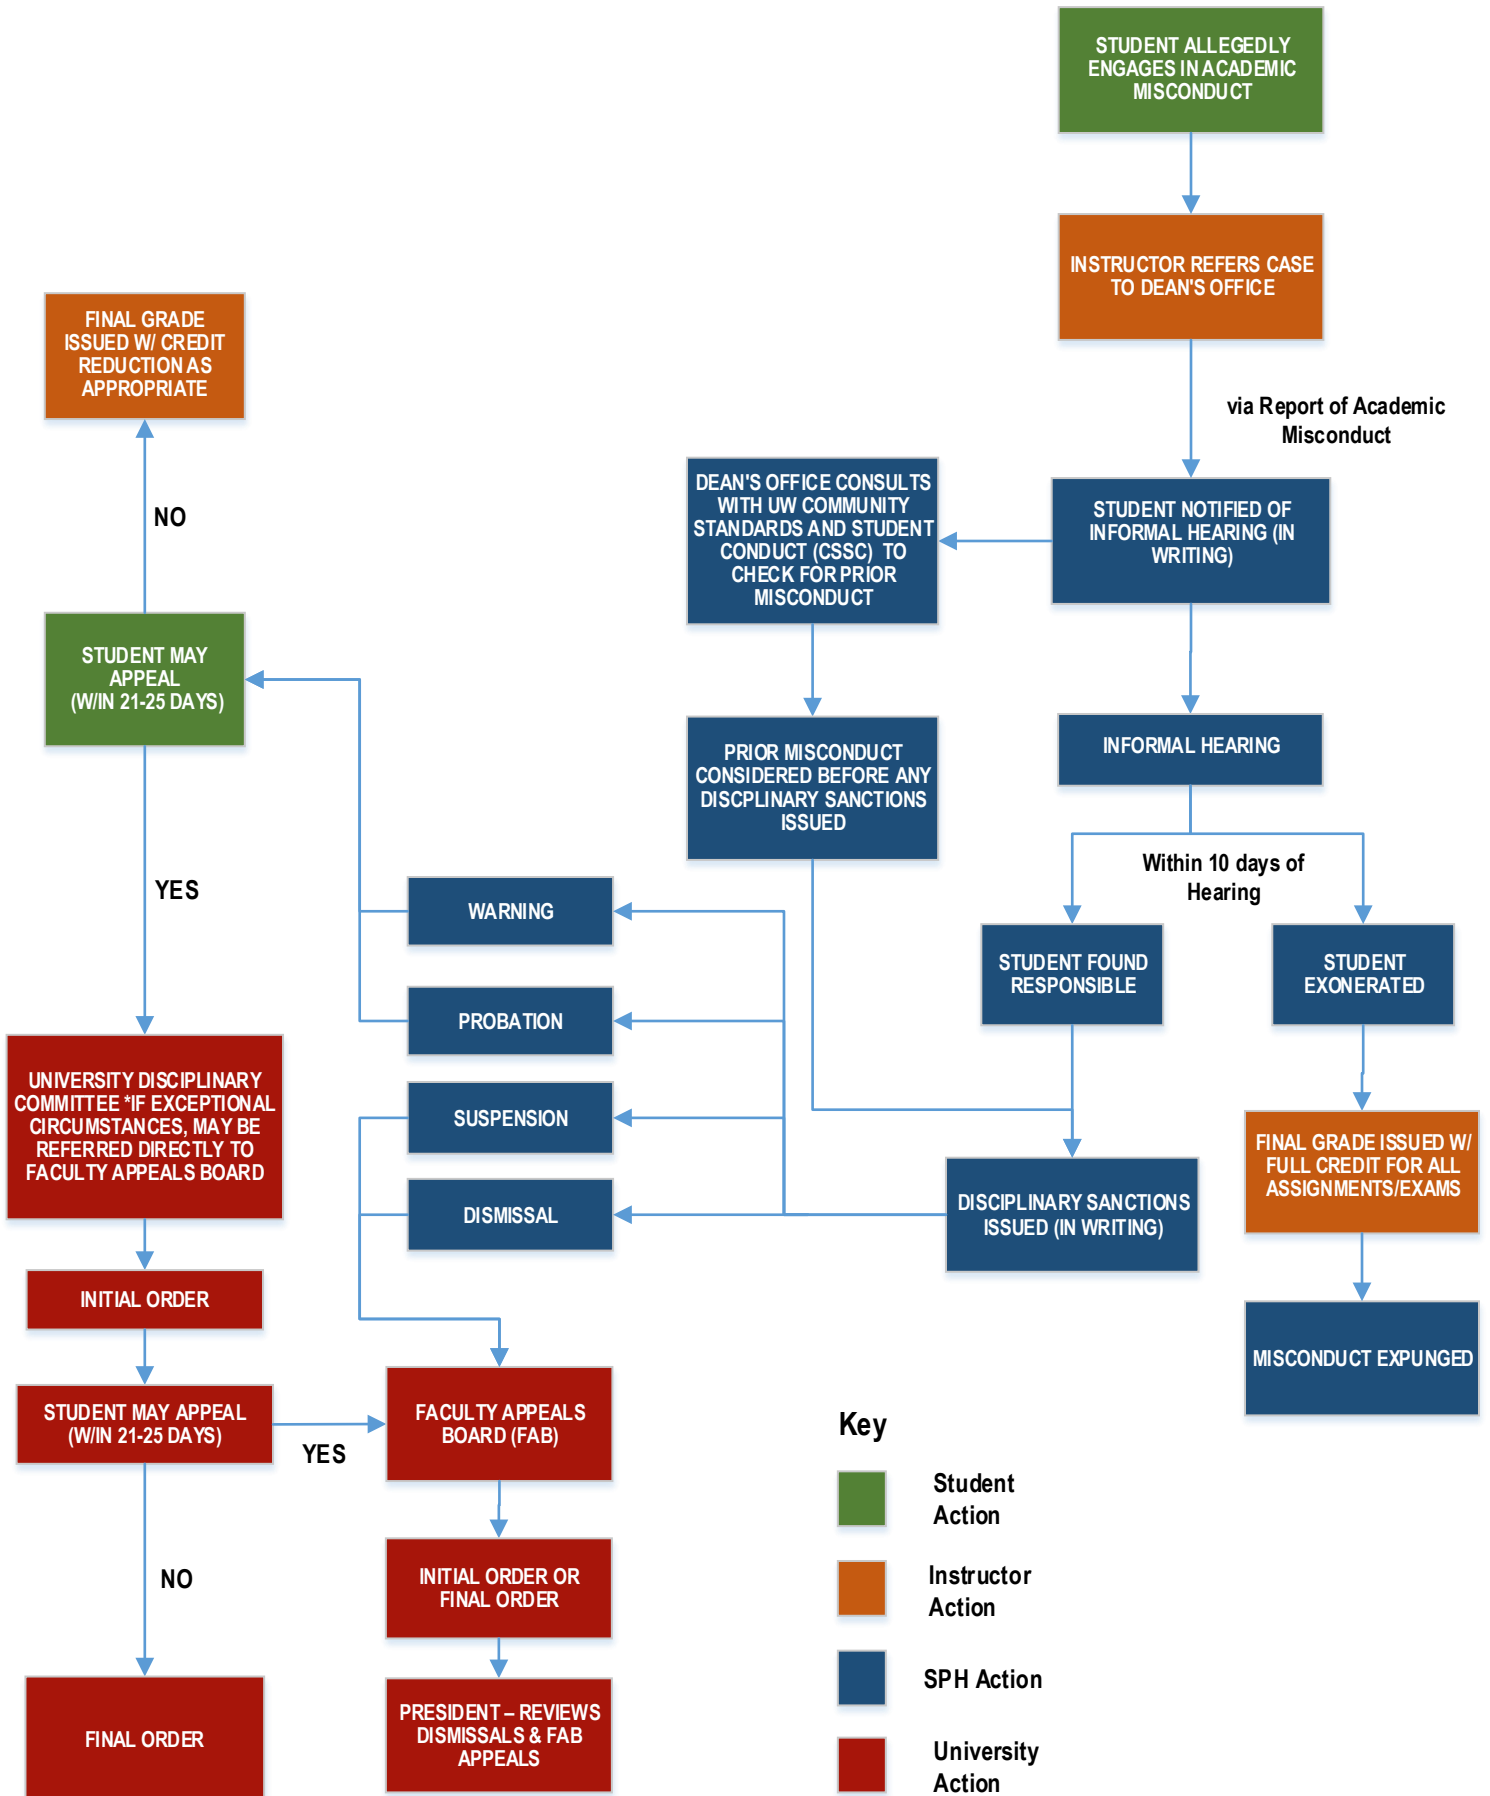 STUDENT ALLEGEDLY
ENGAGES IN ACADEMIC
MISCONDUCT
INSTRUCTOR REFERS CASE
TO DEAN'S OFFICE
via Report of Academic
Misconduct
STUDENT NOTIFIED OF
INFORMAL HEARING (IN
WRITING)
DEAN'S OFFICE CONSULTS
WITH UW COMMUNITY
STANDARDS AND STUDENT
CONDUCT (CSSC) TO
CHECK FOR PRIOR
MISCONDUCT
PRIOR MISCONDUCT
CONSIDERED BEFORE ANY
DISCPLINARY SANCTIONS
ISSUED
INFORMAL HEARING
Within 10 days of
Hearing
STUDENT FOUND
RESPONSIBLE
STUDENT
EXONERATED
FINAL GRADE ISSUED W/
FULL CREDIT FOR ALL
ASSIGNMENTS/EXAMS
MISCONDUCT EXPUNGED
DISCIPLINARY SANCTIONS
ISSUED (IN WRITING)
WARNING
PROBATION
SUSPENSION
DISMISSAL
FINAL GRADE
ISSUED W/ CREDIT
REDUCTION AS
APPROPRIATE
NO
STUDENT MAY
APPEAL
(W/IN 21-25 DAYS)
YES
UNIVERSITY DISCIPLINARY
COMMITTEE *IF EXCEPTIONAL
CIRCUMSTANCES, MAY BE
REFERRED DIRECTLY TO
FACULTY APPEALS BOARD
INITIAL ORDER
STUDENT MAY APPEAL
(W/IN 21-25 DAYS)
YES
NO
FINAL ORDER
FACULTY APPEALS
BOARD (FAB)
INITIAL ORDER OR
FINAL ORDER
PRESIDENT – REVIEWS
DISMISSALS & FAB
APPEALS
Key
Student
Action
Instructor
Action
SPH Action
University
Action